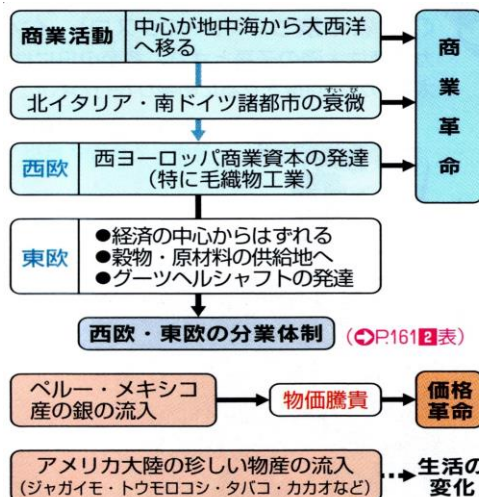 商業活動
中心が地中海から大西洋
へ移る
商業革命
すいび
北イタリア・南ドイツ諸都市の衰微
西欧
西ヨーロッパ商業資本の発達
(特に毛織物工業)
東欧
●経済の中心からはずれる
●穀物・原材料の供給地へ
●グーツヘルシャフトの発達
西欧・東欧の分業体制
(➲P.161 2 表)
ペルー・メキシコ
産の銀の流入
物価騰貴
価格
革命
アメリカ大陸の珍しい物産の流入
(ジャガイモ・トウモロコシ・タバコ・カカオなど)
生活の
変化